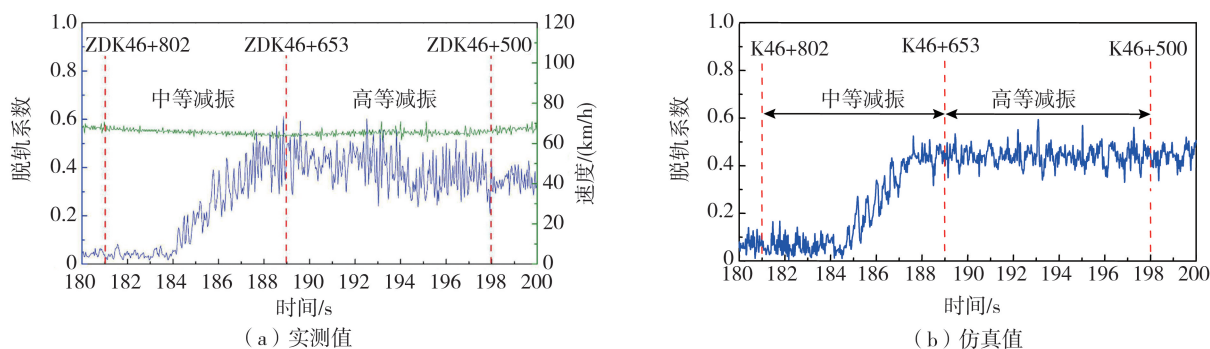 1.0
0.8
0.6
0.4
0.2
0
脱轨系数
ZDK46+802
ZDK46+653
ZDK46+500
中等减振
高等减振
120
100
80
60
40
20
0
速度/(km/h)
180 182 184 186 188 190 192 194 196 198 200
时间/s
(a)实测值
1.0
0.8
0.6
0.4
0.2
0
脱轨系数
K46+802
K46+653
K46+500
中等减振
高等减振
180 182 184 186 188 190 192 194 196 198 200
时间/s
(b)仿真值